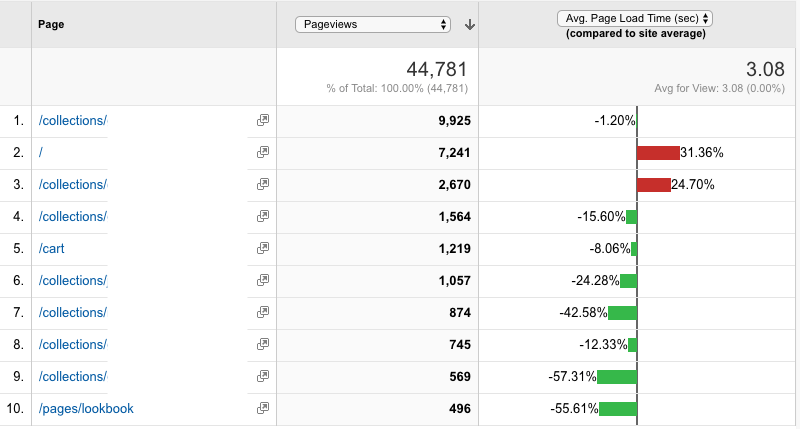 Page Pageviews Avg. Page Load Time (sec)
(compared to site average)
44,781 3.08
% of Total: 100.00% (44,781) Avg for View: 3.08 (0.00%)
1. /collections/ 9,925 -1.20%
2. / 7,241 31.36%
3. /collections/ 2,670 24.70%
4. /collections/ 1,564 -15.60%
5. /cart 1,219 -8.06%
6. /collections/ 1,057 -24.28%
7. /collections/ 874 -42.58%
8. /collections/ 745 -12.33%
9. /collections/ 569 -57.31%
10. /pages/lookbook 496 -55.61%